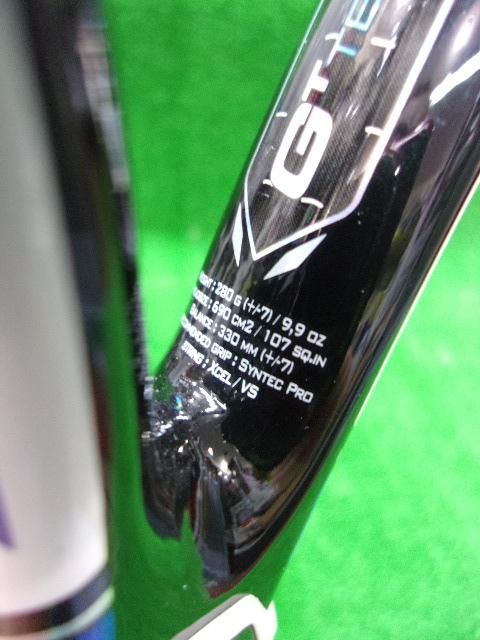 GT TE
: 280 G (+/-7) / 9,9 OZ
: 690 CM2 / 107 SQ.IN
: 330 MM (+/-7)
GRIP : SYNTEC PRO
: XCEL / VS